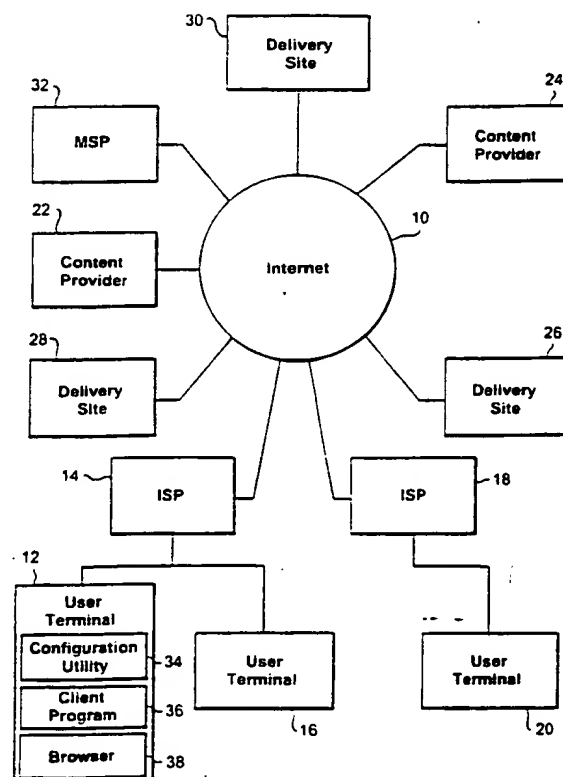 30
Delivery
Site
32
MSP
24
Content
Provider
22
Content
Provider
10
Internet
28
Delivery
Site
26
Delivery
Site
14
ISP
18
ISP
12
User
Terminal
Configuration
Utility
34
Client
Program
36
Browser
38
User
Terminal
16
User
Terminal
20